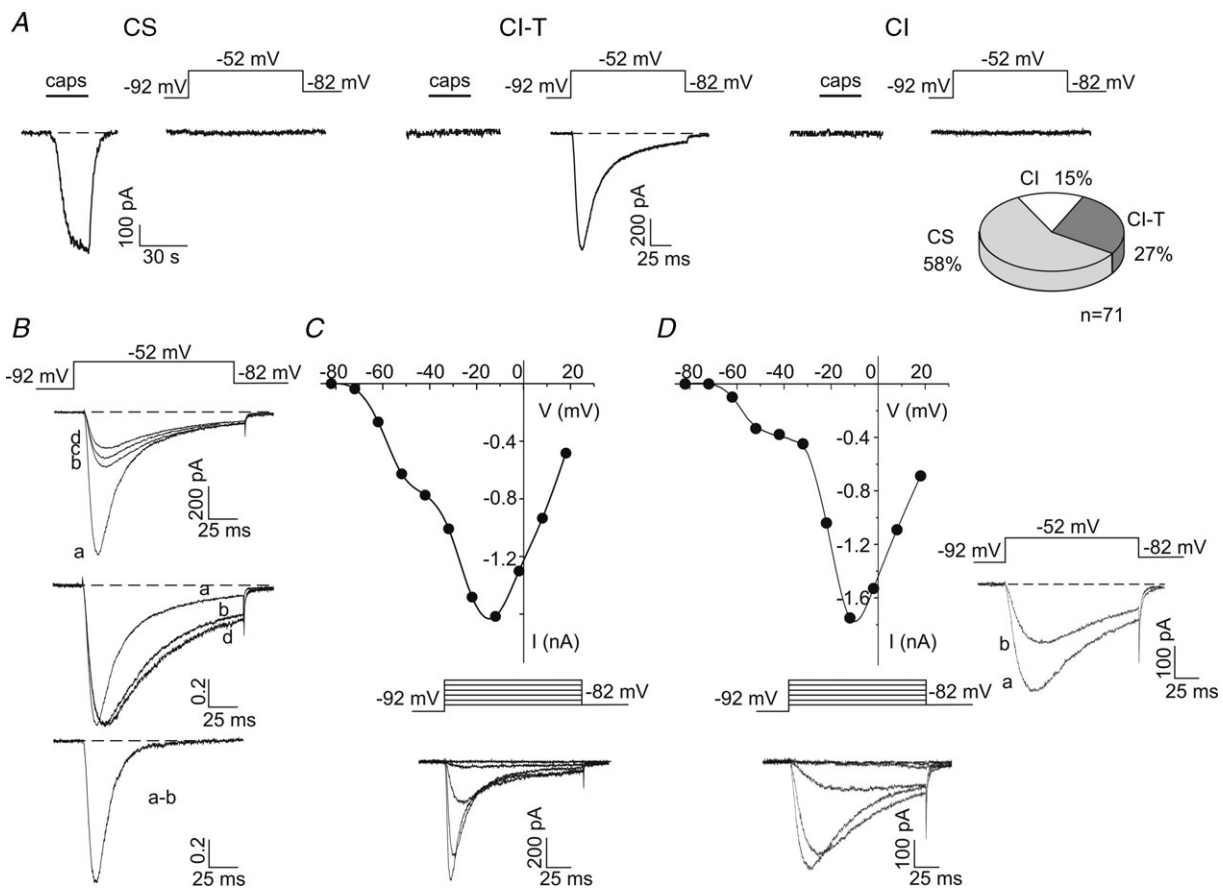 A
CS
CI-T
CI
caps
-92 mV
-52 mV
-82 mV
caps
-92 mV
-52 mV
-82 mV
caps
-92 mV
-52 mV
-82 mV
100 pA
30 s
200 pA
25 ms
CI 15%
CI-T
27%
CS
58%
n=71
B
-92 mV
-52 mV
-82 mV
d
c
b
a
200 pA
25 ms
a
b
d
0.2
25 ms
a-b
0.2
25 ms
C
-80 -60 -40 -20 0 20
V (mV)
-0.4
-0.8
-1.2
I (nA)
-92 mV
-82 mV
200 pA
25 ms
D
-80 -60 -40 -20 0 20
V (mV)
-0.4
-0.8
-1.2
-1.6
I (nA)
-92 mV
-82 mV
100 pA
25 ms
-92 mV
-52 mV
-82 mV
b
a
100 pA
25 ms